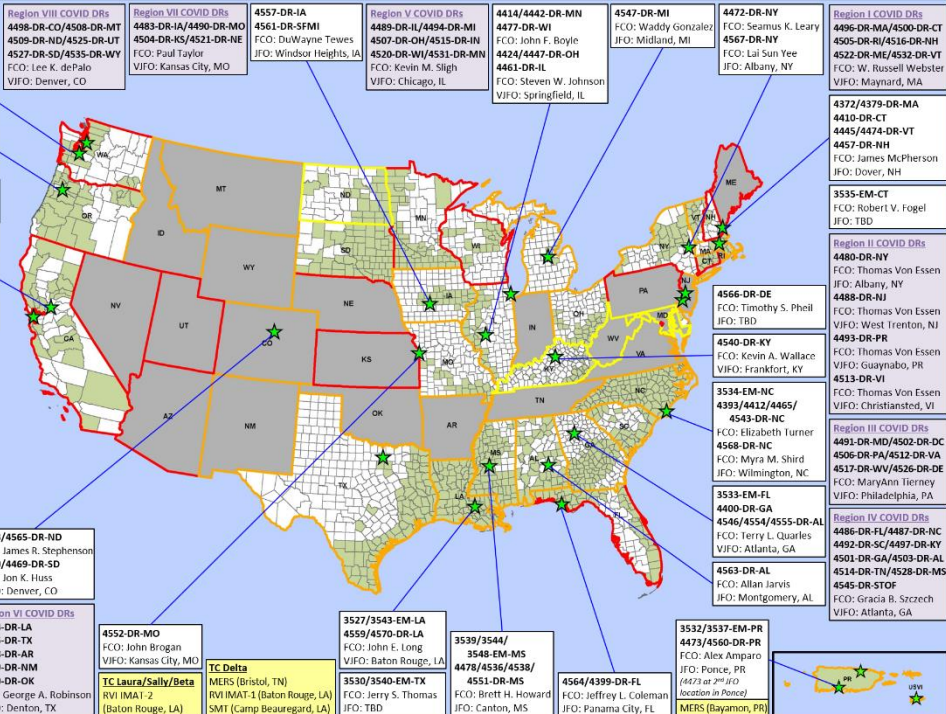 Region VIII COVID DRs
4498-DR-CO/4508-DR-MT
4509-DR-ND/4525-DR-UT
4527-DR-SD/4535-DR-WY
FCO: Lee K. dePalo
VJFO: Denver, CO
Region VII COVID DRs
4483-DR-IA/4490-DR-MO
4504-DR-KS/4521-DR-NE
FCO: Paul Taylor
VJFO: Kansas City, MO
4557-DR-IA
4561-DR-SFMI
FCO: DuWayne Tewes
JFO: Windsor Heights, IA
Region V COVID DRs
4489-DR-IL/4494-DR-MI
4507-DR-OH/4515-DR-IN
4520-DR-WI/4531-DR-MN
FCO: Kevin M. Sligh
VJFO: Chicago, IL
4414/4442-DR-MN
4477-DR-WI
FCO: John F. Boyle
4424/4447-DR-OH
4461-DR-IL
FCO: Steven W. Johnson
VJFO: Springfield, IL
4547-DR-MI
FCO: Waddy Gonzalez
JFO: Midland, MI
4472-DR-NY
FCO: Seamus K. Leary
4567-DR-NY
FCO: Lai Sun Yee
JFO: Albany, NY
Region I COVID DRs
4496-DR-MA/4500-DR-CT
4505-DR-RI/4516-DR-NH
4522-DR-ME/4532-DR-VT
FCO: W. Russell Webster
VJFO: Maynard, MA
4372/4379-DR-MA
4410-DR-CT
4445/4474-DR-VT
4457-DR-NH
FCO: James McPherson
JFO: Dover, NH
3535-EM-CT
FCO: Robert V. Fogel
JFO: TBD
Region II COVID DRs
4480-DR-NY
FCO: Thomas Von Essen
JFO: Albany, NY
4488-DR-NJ
FCO: Thomas Von Essen
VJFO: West Trenton, NJ
4493-DR-PR
FCO: Thomas Von Essen
VJFO: Guaynabo, PR
4513-DR-VI
FCO: Thomas Von Essen
VJFO: Christiansted, VI
Region III COVID DRs
4491-DR-MD/4502-DR-DC
4506-DR-PA/4512-DR-VA
4517-DR-WV/4526-DR-DE
FCO: MaryAnn Tierney
VJFO: Philadelphia, PA
Region IV COVID DRs
4486-DR-FL/4487-DR-NC
4492-DR-SC/4497-DR-KY
4501-DR-GA/4503-DR-AL
4514-DR-TN/4528-DR-MS
4545-DR-STOF
FCO: Gracia B. Szczech
VJFO: Atlanta, GA
4566-DR-DE
FCO: Timothy S. Pheil
JFO: TBD
4540-DR-KY
FCO: Kevin A. Wallace
VJFO: Frankfort, KY
3534-EM-NC
4393/4412/4465/
4543-DR-NC
FCO: Elizabeth Turner
4568-DR-NC
FCO: Myra M. Shird
JFO: Wilmington, NC
3533-EM-FL
4400-DR-GA
4546/4554/4555-DR-AL
FCO: Terry L. Quarles
VJFO: Atlanta, GA
4563-DR-AL
FCO: Allan Jarvis
JFO: Montgomery, AL
WA
OR
CA
NV
ID
MT
WY
UT
CO
AZ
NM
ND
SD
NE
KS
OK
TX
MN
IA
MO
AR
LA
WI
IL
IN
OH
KY
TN
MS
AL
GA
FL
SC
NC
VA
WV
MD
PA
NJ
NY
VT
NH
ME
MA
CT
RI
/4565-DR-ND
James R. Stephenson
/4469-DR-SD
Jon K. Huss
: Denver, CO
on VI COVID DRs
-DR-LA
-DR-TX
-DR-AR
-DR-NM
-DR-OK
George A. Robinson
: Denton, TX
4552-DR-MO
FCO: John Brogan
VJFO: Kansas City, MO
TC Laura/Sally/Beta
RVI IMAT-2
(Baton Rouge, LA)
TC Delta
MERS (Bristol, TN)
RVI IMAT-1 (Baton Rouge, LA)
SMT (Camp Beauregard, LA)
3527/3543-EM-LA
4559/4570-DR-LA
FCO: John E. Long
VJFO: Baton Rouge, LA
3530/3540-EM-TX
FCO: Jerry S. Thomas
JFO: TBD
3539/3544/
3548-EM-MS
4478/4536/4538/
4551-DR-MS
FCO: Brett H. Howard
JFO: Canton, MS
4564/4399-DR-FL
FCO: Jeffrey L. Coleman
JFO: Panama City, FL
3532/3537-EM-PR
4473/4560-DR-PR
FCO: Alex Amparo
JFO: Ponce, PR
(4473 at 2nd JFO
location in Ponce)
MERS (Bayamon, PR)
PR
USVI